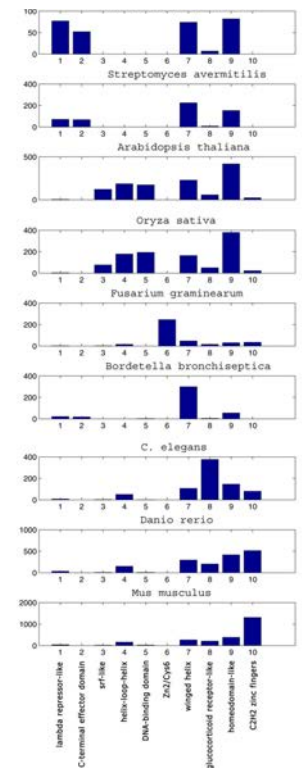 100
50
0
1 2 3 4 5 6 7 8 9 10
Streptomyces avermitilis
400
200
0
1 2 3 4 5 6 7 8 9 10
Arabidopsis thaliana
500
0
1 2 3 4 5 6 7 8 9 10
Oryza sativa
400
200
0
1 2 3 4 5 6 7 8 9 10
Fusarium graminearum
400
200
0
1 2 3 4 5 6 7 8 9 10
Bordetella bronchiseptica
400
200
0
1 2 3 4 5 6 7 8 9 10
C. elegans
400
200
0
1 2 3 4 5 6 7 8 9 10
Danio rerio
1000
500
0
1 2 3 4 5 6 7 8 9 10
Mus musculus
2000
1000
0
1 2 3 4 5 6 7 8 9 10
lambda repressor-like
C-terminal effector domain
srf-like
helix-loop-helix
DNA-binding domain
Zn2/Cys6
winged helix
glucocorticoid receptor-like
homeodomain-like
C2H2 zinc fingers